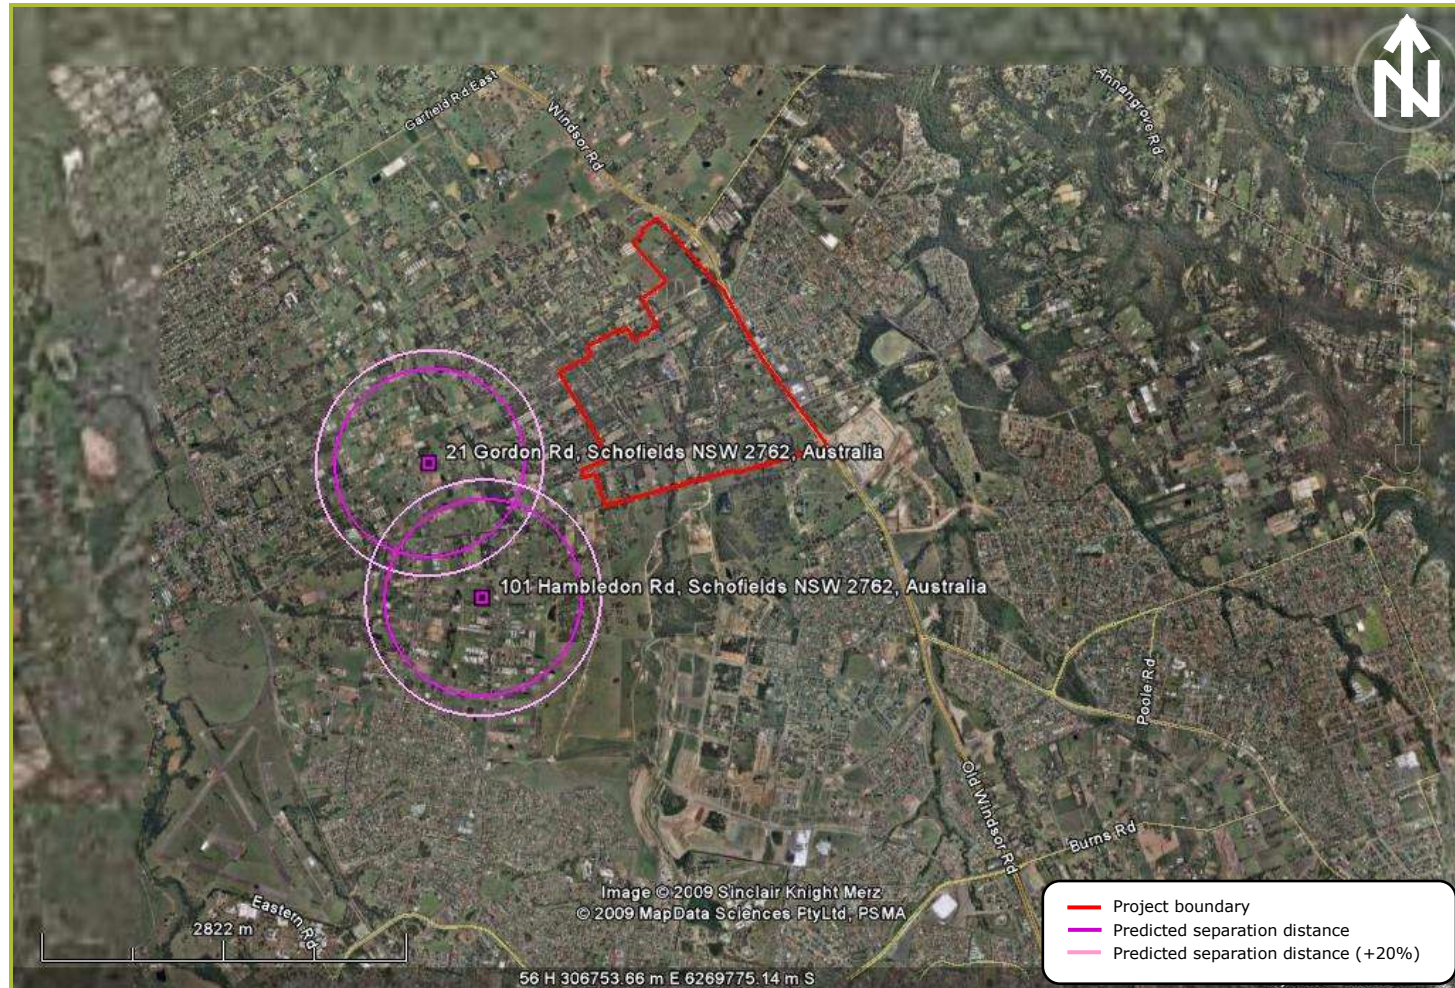 N
Garfield Rd East
Windsor Rd
Annangrove Rd
21 Gordon Rd, Schofields NSW 2762, Australia
101 Hambledon Rd, Schofields NSW 2762, Australia
Poole Rd
Old Windsor Rd
Burns Rd
Image © 2009 Sinclair Knight Merz
© 2009 MapData Sciences PtyLtd, PSMA
Eastern Rd
2822 m
56 H 306753.66 m E 6269775.14 m S
Project boundary
Predicted separation distance
Predicted separation distance (+20%)